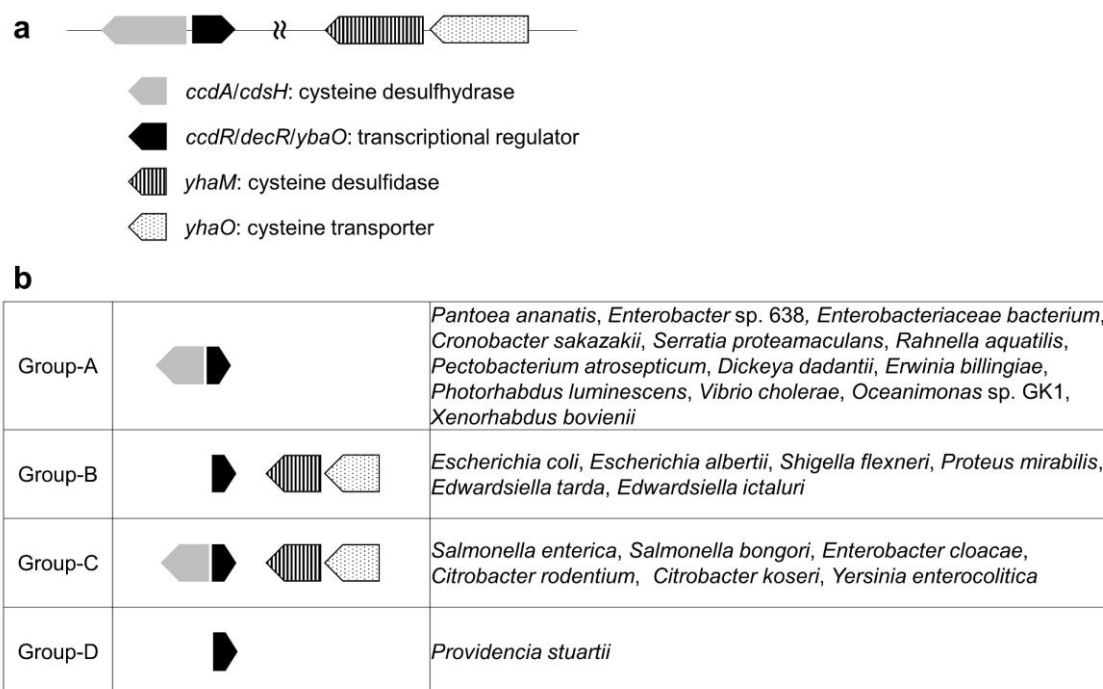 a
ccdA/cdsH: cysteine desulfhydrase
ccdR/decR/ybaO: transcriptional regulator
yhaM: cysteine desulfidase
yhaO: cysteine transporter
b
Group-A
Pantoea ananatis, Enterobacter sp. 638, Enterobacteriaceae bacterium,
Cronobacter sakazakii, Serratia proteamaculans, Rahnella aquatilis,
Pectobacterium atrosepticum, Dickeya dadantii, Erwinia billingiae,
Photorhabdus luminescens, Vibrio cholerae, Oceanimonas sp. GK1,
Xenorhabdus bovienii
Group-B
Escherichia coli, Escherichia albertii, Shigella flexneri, Proteus mirabilis,
Edwardsiella tarda, Edwardsiella ictaluri
Group-C
Salmonella enterica, Salmonella bongori, Enterobacter cloacae,
Citrobacter rodentium, Citrobacter koseri, Yersinia enterocolitica
Group-D
Providencia stuartii